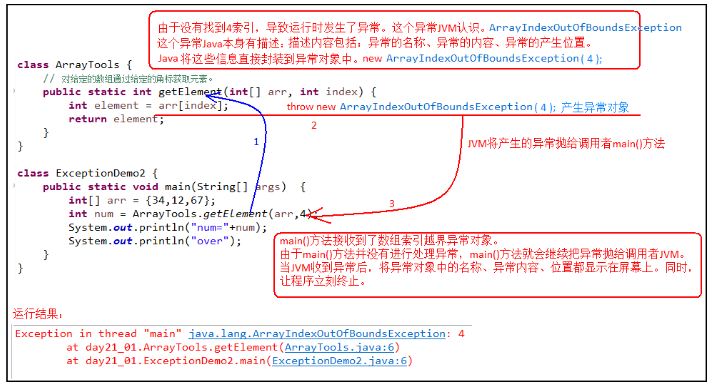 由于没有找到4索引，导致运行时发生了异常。这个异常JVM认识。ArrayIndexOutOfBoundsException
这个异常Java本身有描述：描述内容包括：异常的名称、异常的内容、异常的产生位置。
Java将这些信息直接封装到异常对象中。new ArrayIndexOutOfBoundsException(4);
class ArrayTools {
// 对给定的数组通过给定的角标获取元素。
public static int getElement(int[] arr, int index) {
int element = arr[index];
throw new ArrayIndexOutOfBoundsException(4); 产生异常对象
return element;
2
}
}
1
JVM将产生的异常抛给调用者main()方法
class ExceptionDemo2 {
public static void main(String[] args) {
int[] arr = {34,12,67};
3
int num = ArrayTools.getElement(arr,4)
System.out.println("num="+num);
System.out.println("over");
}
}
main()方法接收到了数组索引越界异常对象。
由于main()方法并没有进行处理异常，main()方法就会继续把异常抛给调用者JVM。
当JVM收到异常后，将异常对象中的名称、异常内容、位置都显示在屏幕上。同时，
让程序立刻终止。
运行结果：
Exception in thread "main" java.lang.ArrayIndexOutOfBoundsException: 4
at day21_01.ArrayTools.getElement(ArrayTools.java:6)
at day21_01.ExceptionDemo2.main(ExceptionDemo2.java:6)